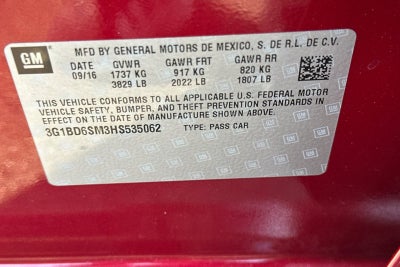 GM
MFD BY GENERAL MOTORS DE MEXICO, S. DE R.L. DE C.V.
DATE GVWR GAWR FRT GAWR RR
09/16 1737 KG 917 KG 820 KG
3829 LB 2022 LB 1807 LB
THIS VEHICLE CONFORMS TO ALL APPLICABLE U.S. FEDERAL MOTOR
VEHICLE SAFETY, BUMPER, AND THEFT PREVENTION STANDARDS IN
EFFECT ON THE DATE OF MANUFACTURE SHOWN ABOVE.
3G1BD6SM3HS535062 TYPE: PASS CAR